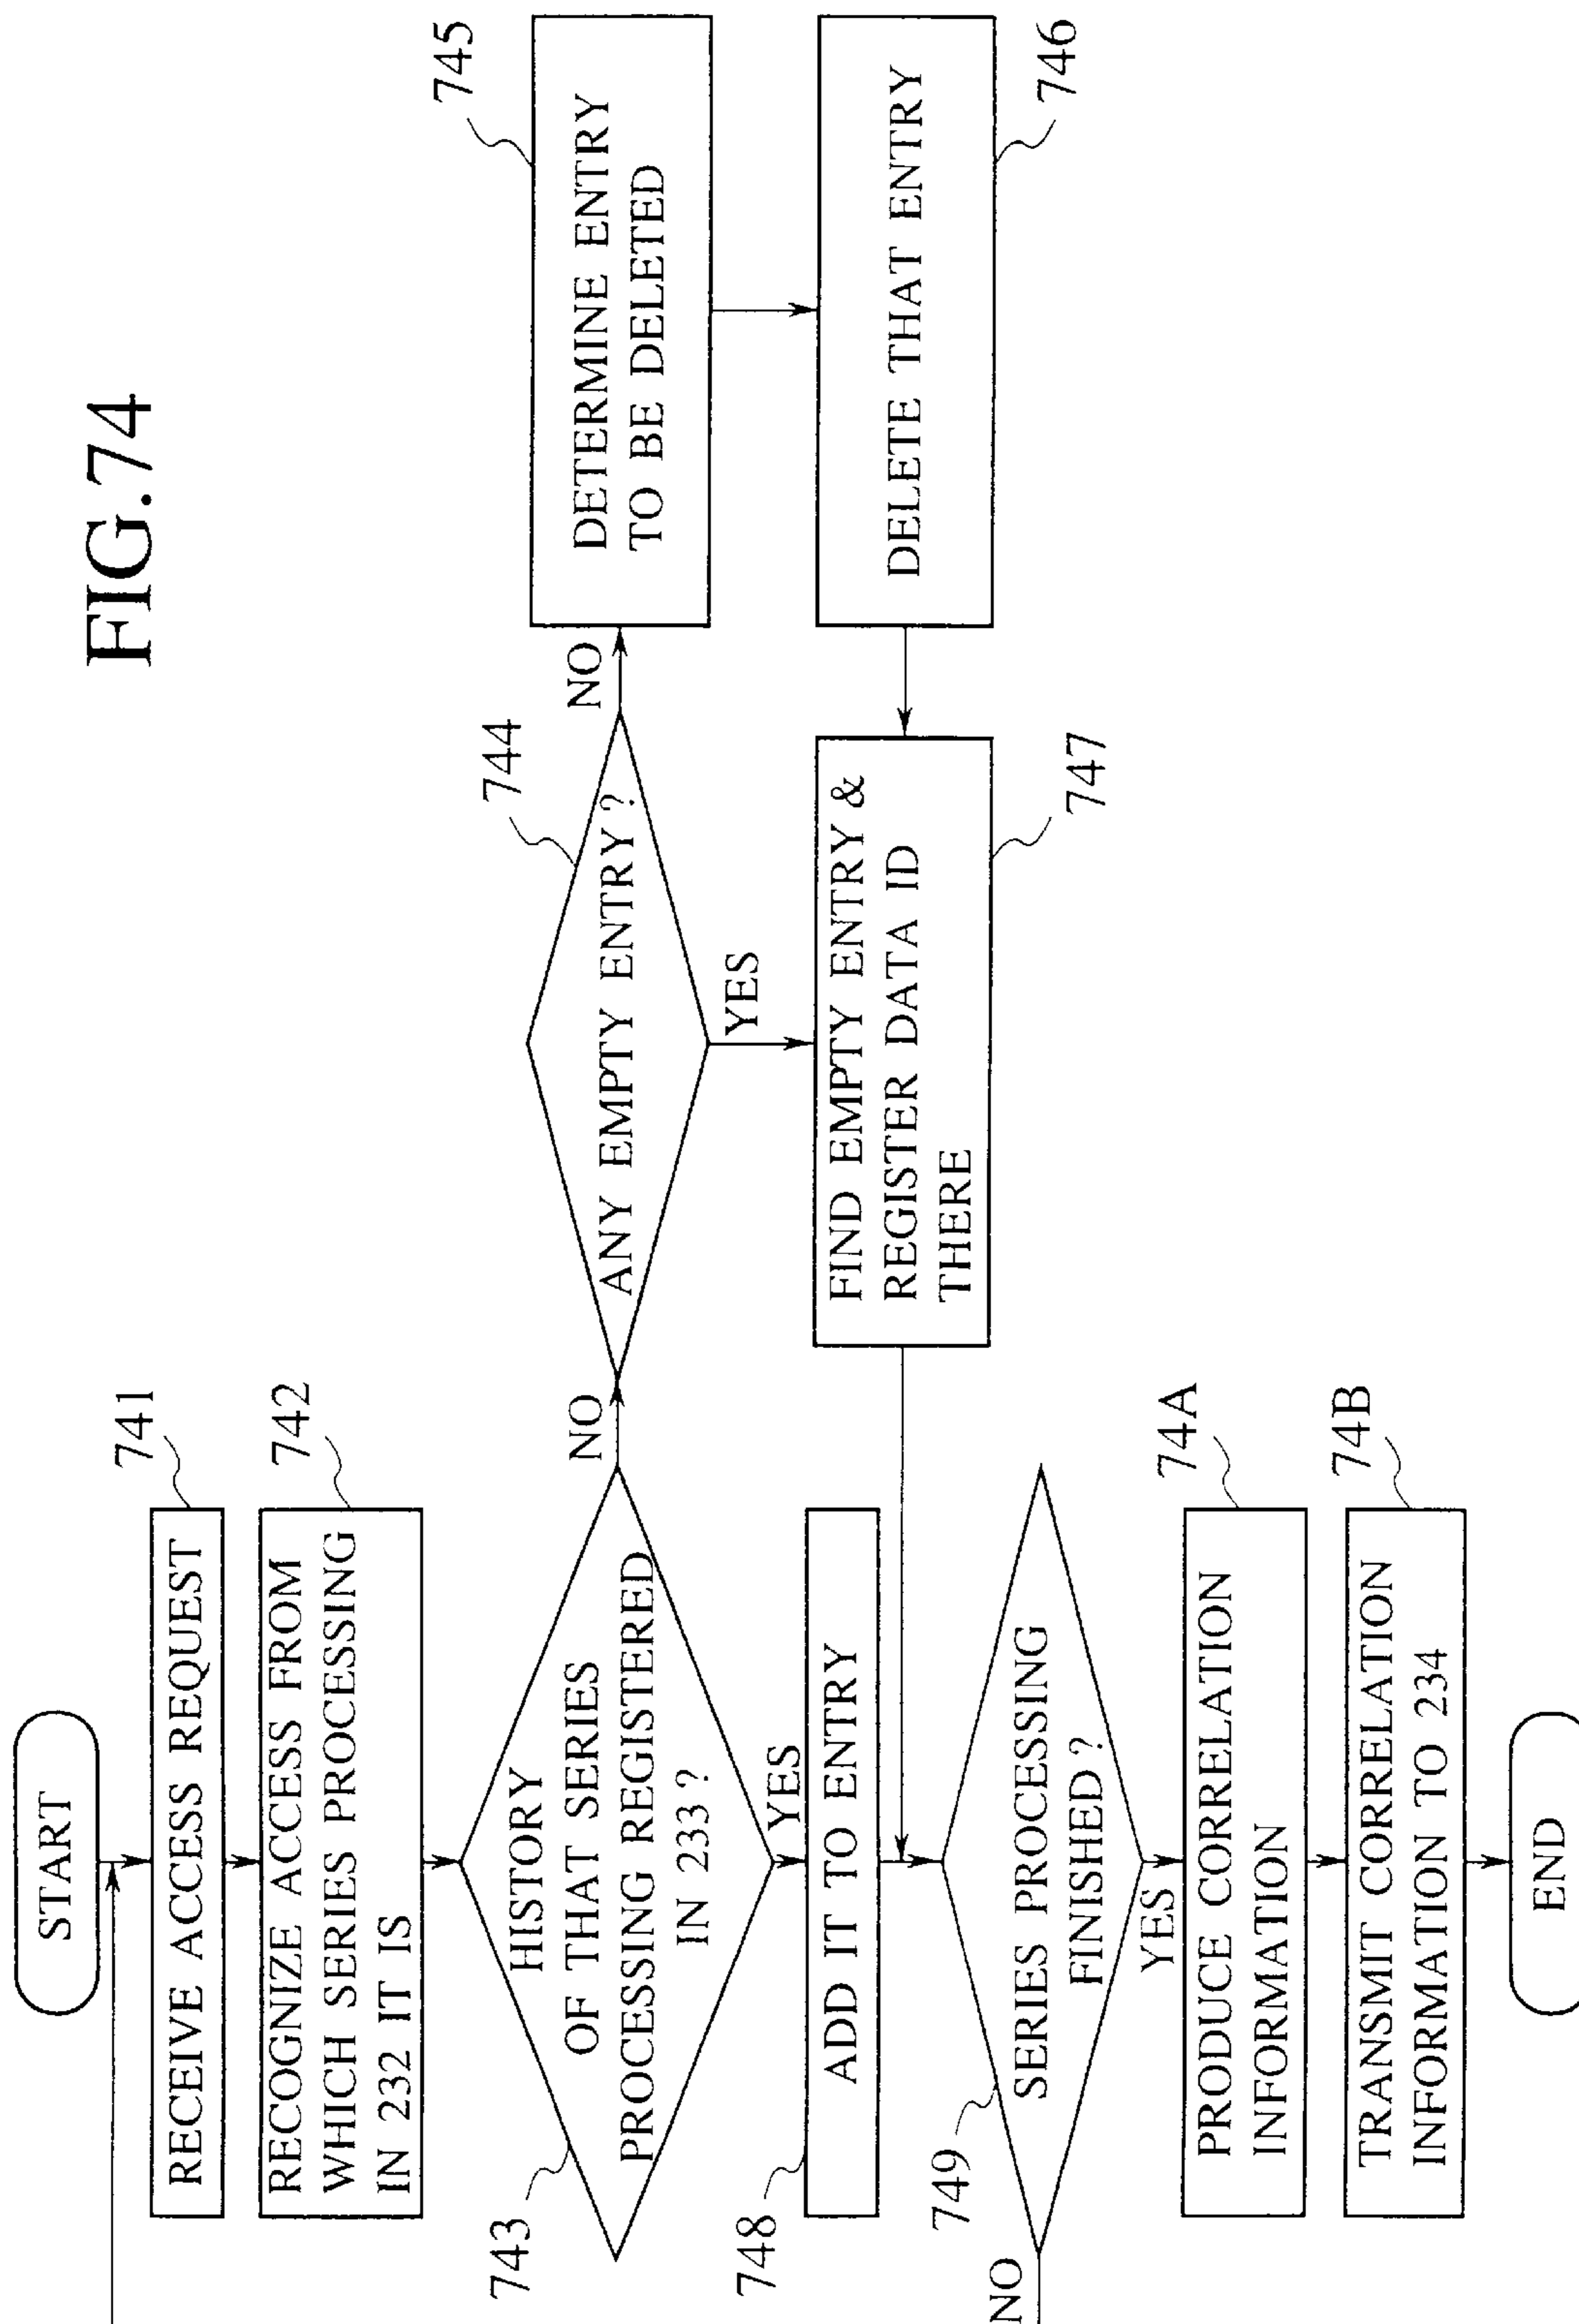 FIG.74
START
741
RECEIVE ACCESS REQUEST
742
RECOGNIZE ACCESS FROM
WHICH SERIES PROCESSING
IN 232 IT IS
743
HISTORY
OF THAT SERIES
PROCESSING REGISTERED
IN 233 ?
NO
YES
744
ANY EMPTY ENTRY ?
NO
YES
745
DETERMINE ENTRY
TO BE DELETED
746
DELETE THAT ENTRY
747
FIND EMPTY ENTRY &
REGISTER DATA ID
THERE
748
ADD IT TO ENTRY
749
SERIES PROCESSING
FINISHED ?
NO
YES
74A
PRODUCE CORRELATION
INFORMATION
74B
TRANSMIT CORRELATION
INFORMATION TO 234
END